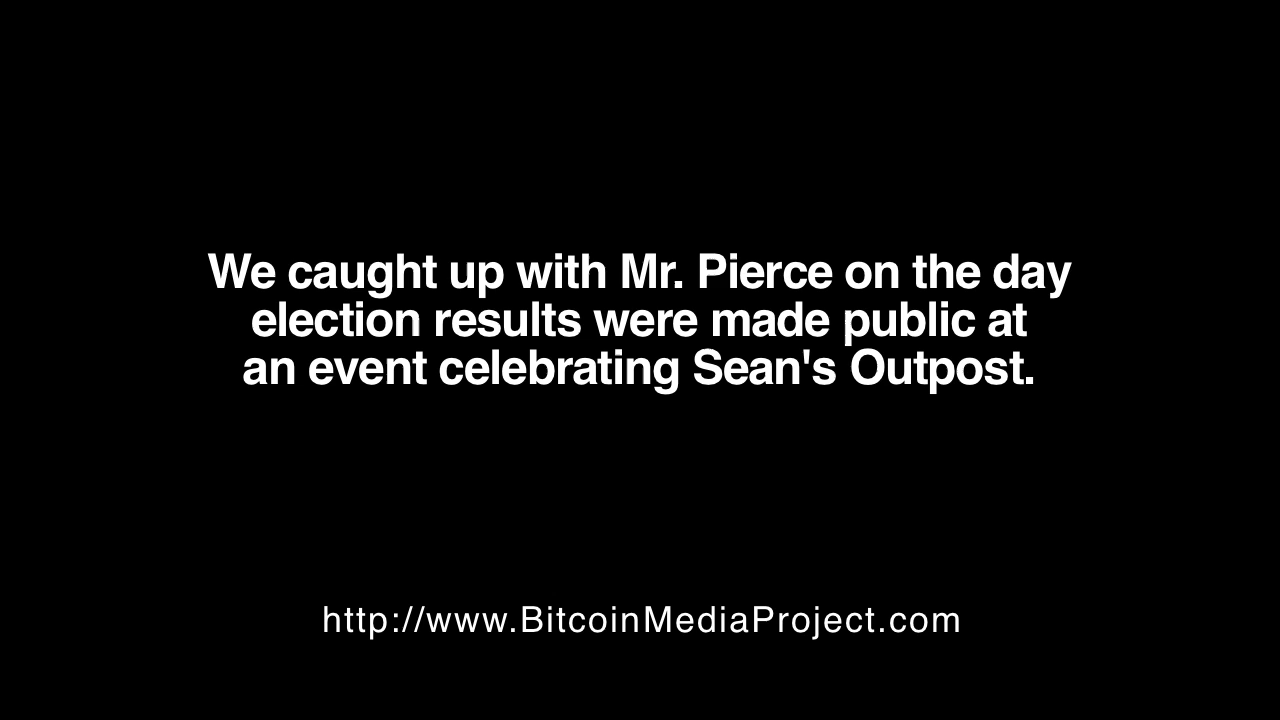 We caught up with Mr. Pierce on the day
election results were made public at
an event celebrating Sean's Outpost.
http://www.BitcoinMediaProject.com